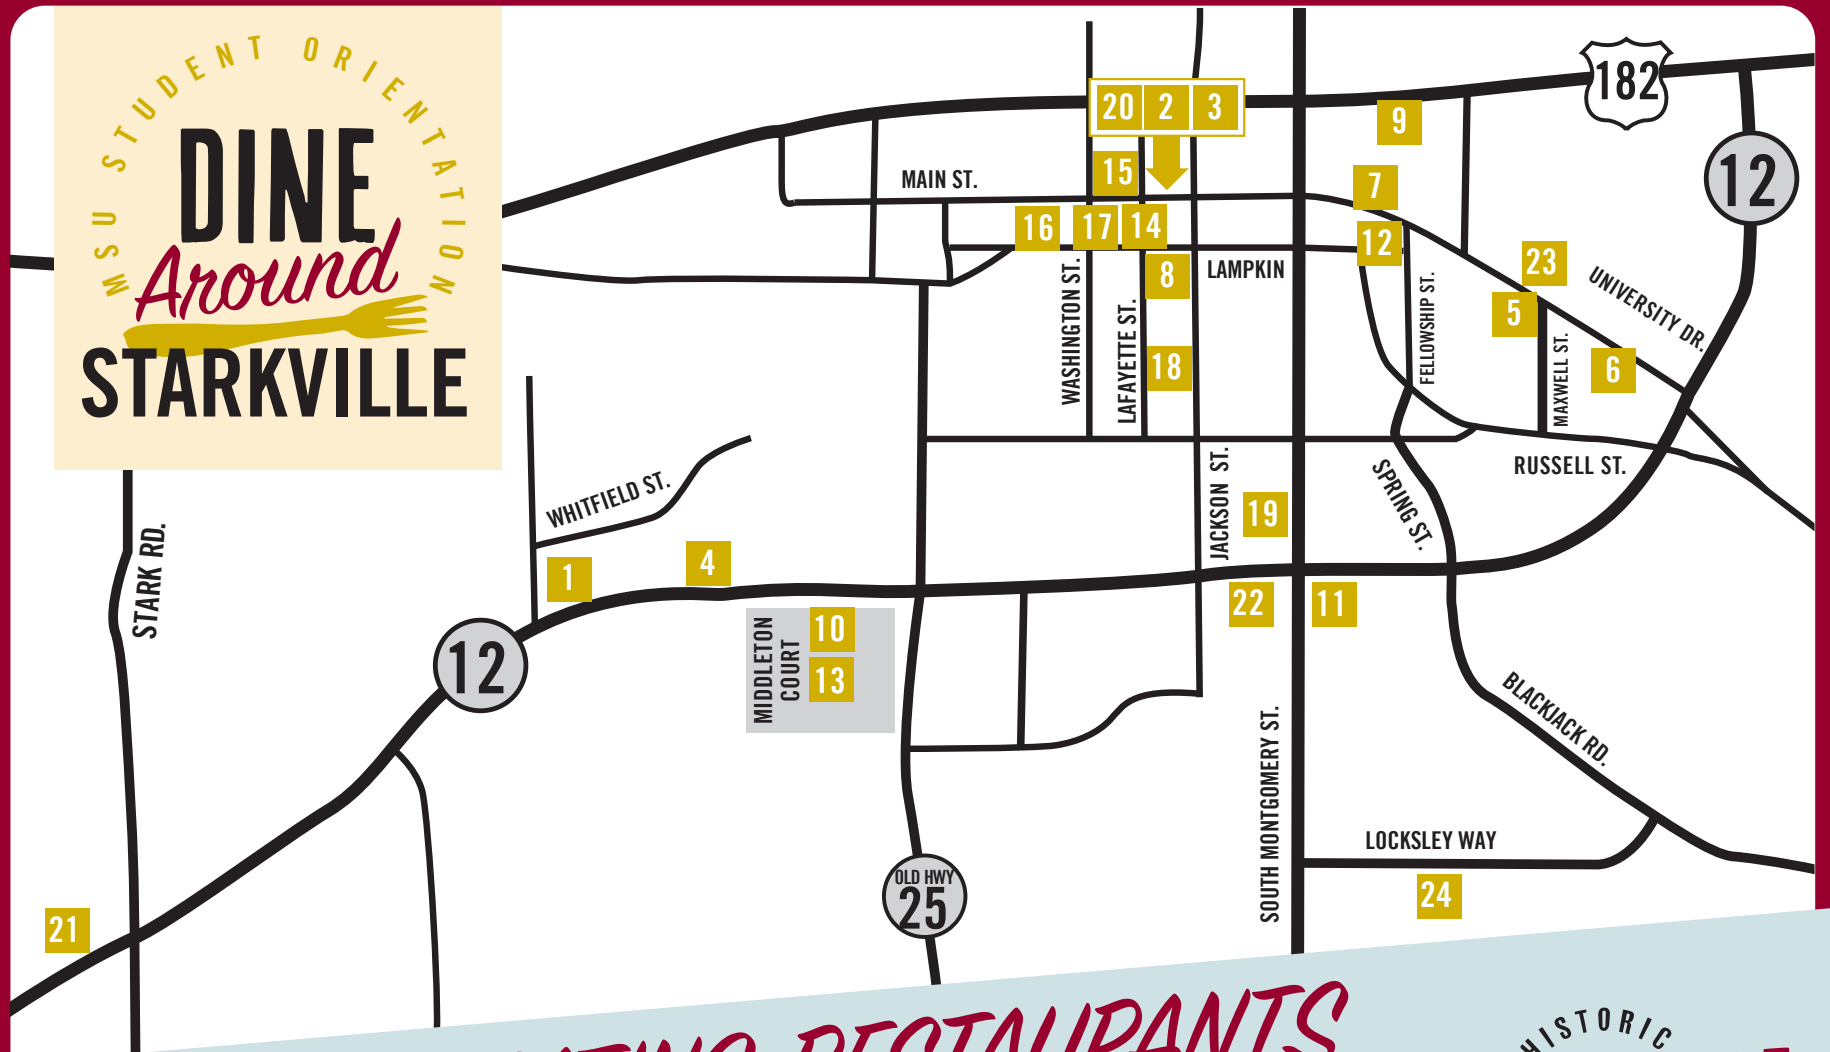 MSU STUDENT ORIENTATION
DINE
Around
STARKVILLE
182
12
20 2 3
9
15
MAIN ST.
7
16 17 14
12
8
LAMPKIN
23
UNIVERSITY DR.
5
WASHINGTON ST.
LAFAYETTE ST.
FELLOWSHIP ST.
MAXWELL ST.
6
18
RUSSELL ST.
WHITFIELD ST.
JACKSON ST.
19
SPRING ST.
STARK RD.
1
4
22
11
12
MIDDLETON
COURT
10
13
SOUTH MONTGOMERY ST.
BLACKJACK RD.
LOCKSLEY WAY
OLD HWY
25
24
21
RESTAURANTS
HISTORIC